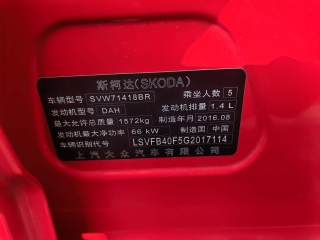 斯柯达(SKODA)
车辆型号 SVW71418BR 乘坐人数 5
发动机型号 DAH 发动机排量 1.4 L
最大允许总质量 1572kg 制造年月 2016.08
发动机最大净功率 66 kW 制造国 中国
车辆识别代号 LSVFB40F5G2017114
上汽大众汽车有限公司